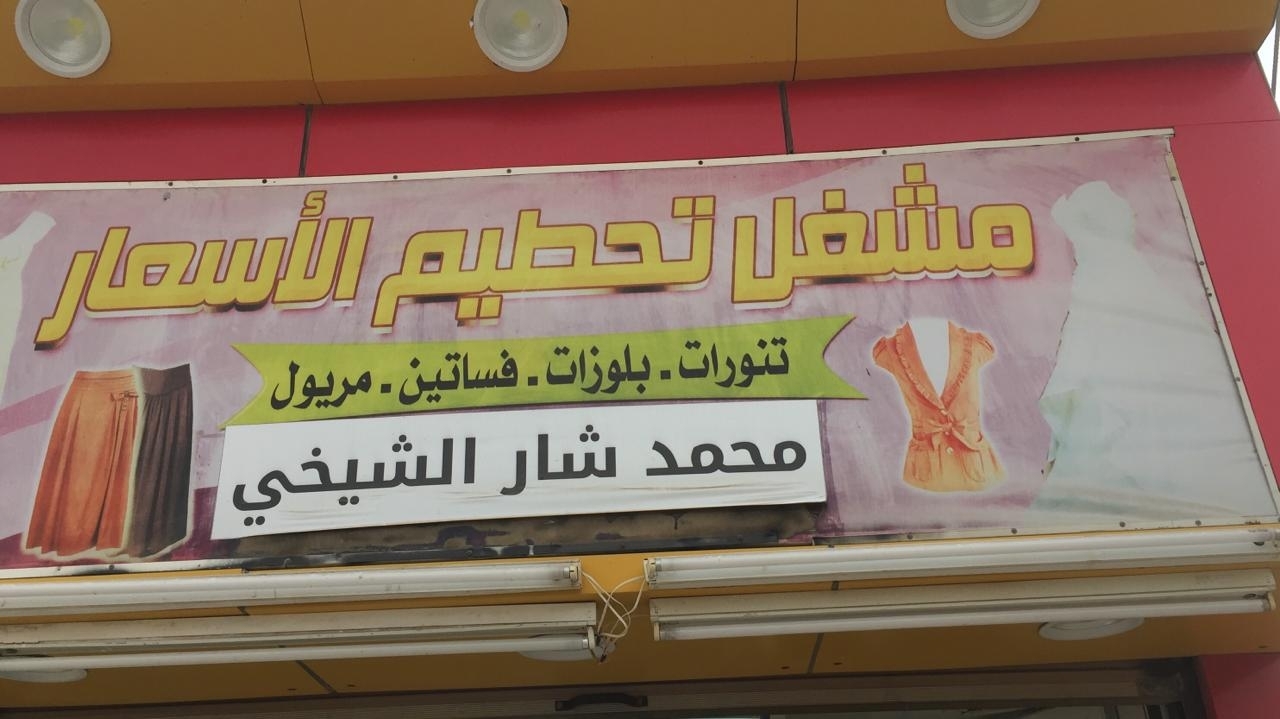 مشغل تحطيم الأسعار
تنورات - بلوزات - فساتين - مريول
محمد شار الشيخي